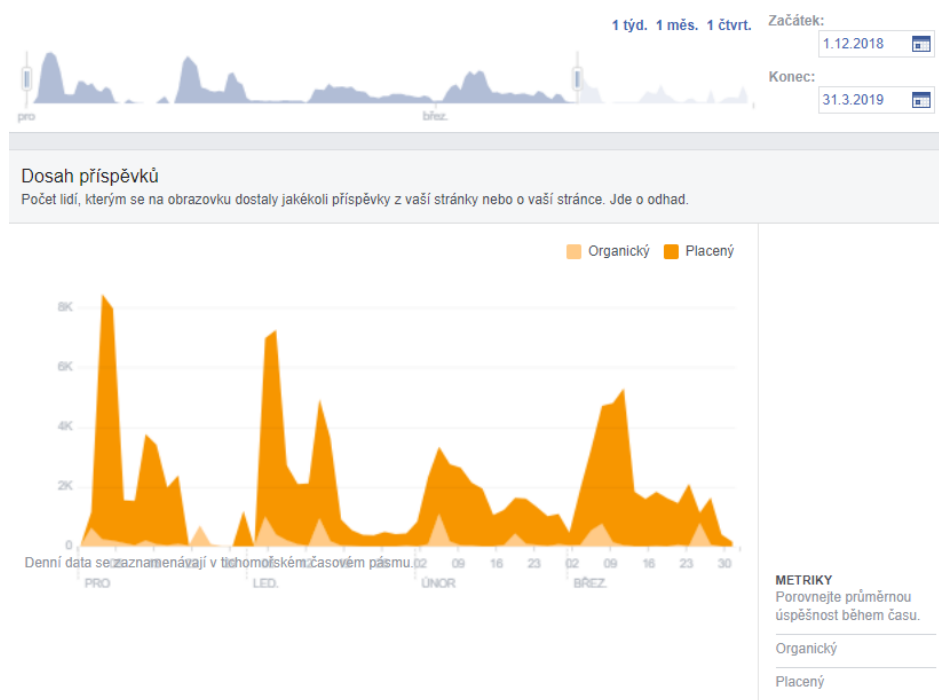 1 týd. 1 měs. 1 čtvrt.
Začátek:
1.12.2018
Konec:
31.3.2019
pro
břez.
Dosah příspěvků
Počet lidí, kterým se na obrazovku dostaly jakékoli příspěvky z vaší stránky nebo o vaší stránce. Jde o odhad.
Organický Placený
8K
6K
4K
2K
0
Denní data se zaznamenávají v tichomořském časovém pásmu.
02 09 16 23 02 09 16 23 30
PRO LED. ÚNOR BŘEZ.
METRIKY
Porovnejte průměrnou
úspěšnost během času.
Organický
Placený